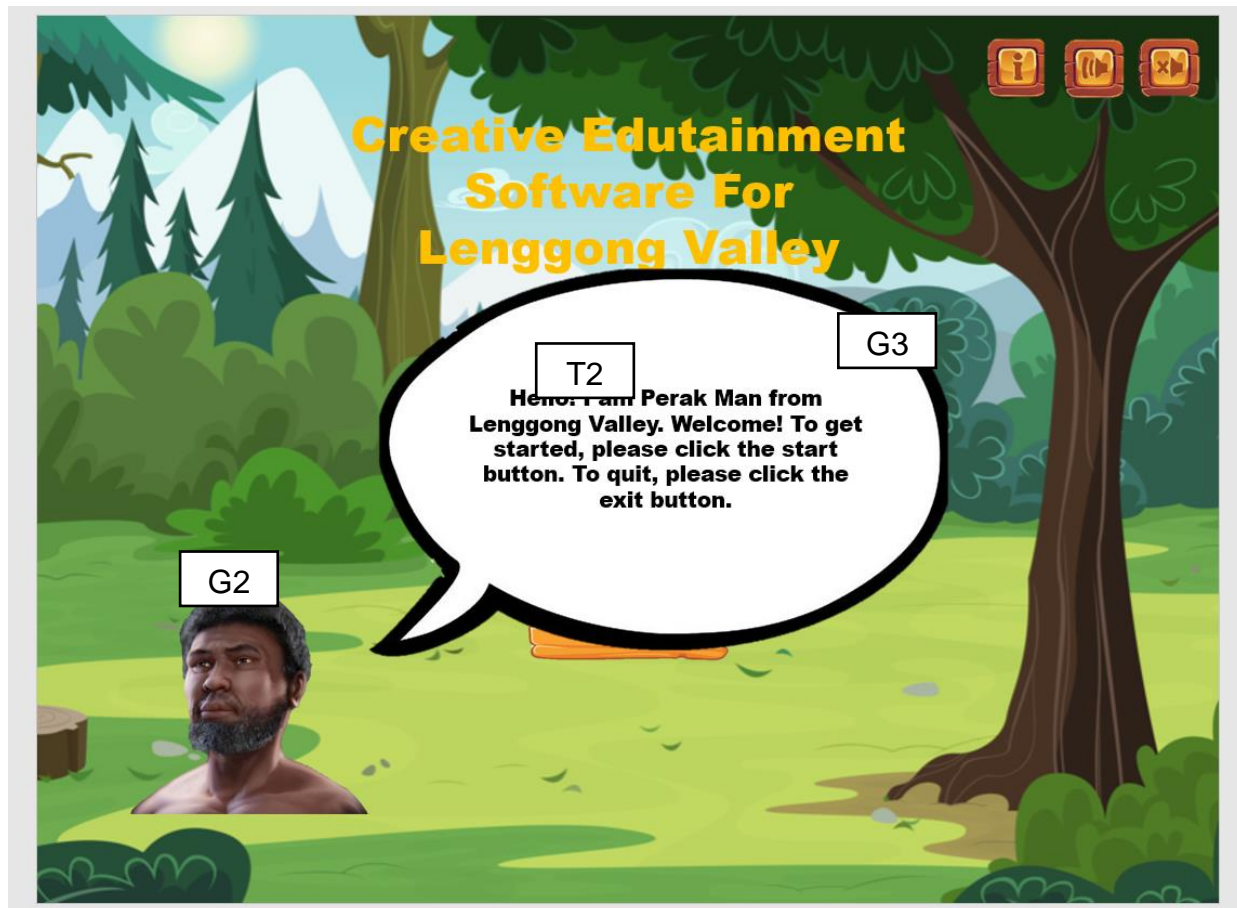 Creative Edutainment
Software For
Lenggong Valley
G3
T2
Hello! I am Perak Man from
Lenggong Valley. Welcome! To get
started, please click the start
button. To quit, please click the
exit button.
G2